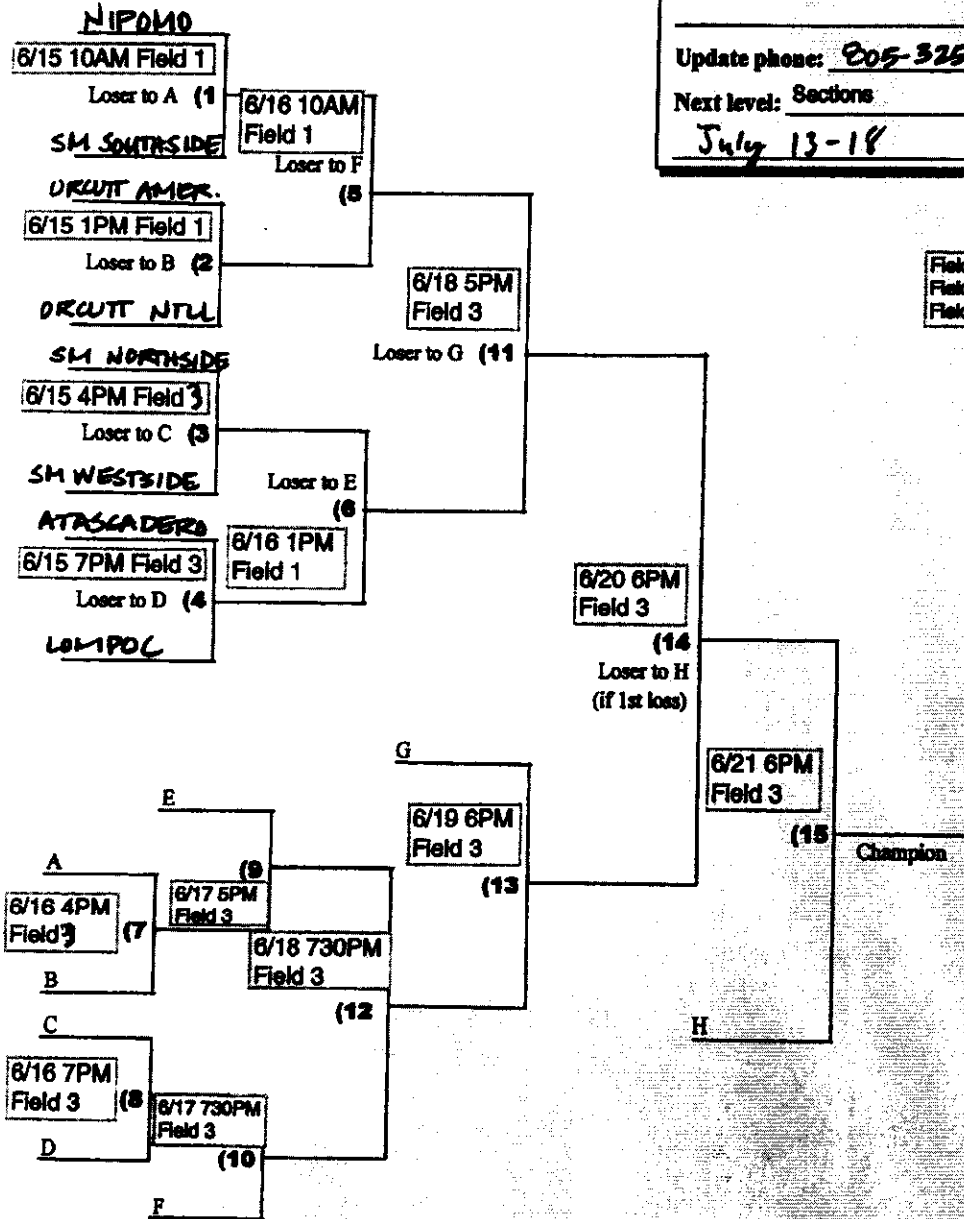 NIPOMO
6/15 10AM Field 1
Loser to A (1
SM SOUTHSIDE
6/16 10AM
Field 1
Loser to F
(5
ORCUTT AMER.
6/15 1PM Field 1
Loser to B (2
ORCUTT NTLL
6/18 5PM
Field 3
Loser to G (11
SM NORTHSIDE
6/15 4PM Field 3
Loser to C (3
SM WESTSIDE
Loser to E
(6
6/16 1PM
Field 1
ATASCADERO
6/15 7PM Field 3
Loser to D (4
LOMPOC
6/20 6PM
Field 3
(14
Loser to H
(if 1st loss)
Update phone: 805-325
Next level: Sections
July 13-18
Fiel
Fiel
Fiel
G
6/19 6PM
Field 3
(13
6/21 6PM
Field 3
(15
Champion
E
(9
6/17 5PM
Field 3
A
6/16 4PM
Field 3 (7
B
6/18 730PM
Field 3
(12
C
6/16 7PM
Field 3 (8
D
6/17 730PM
Field 3
(10
F
H